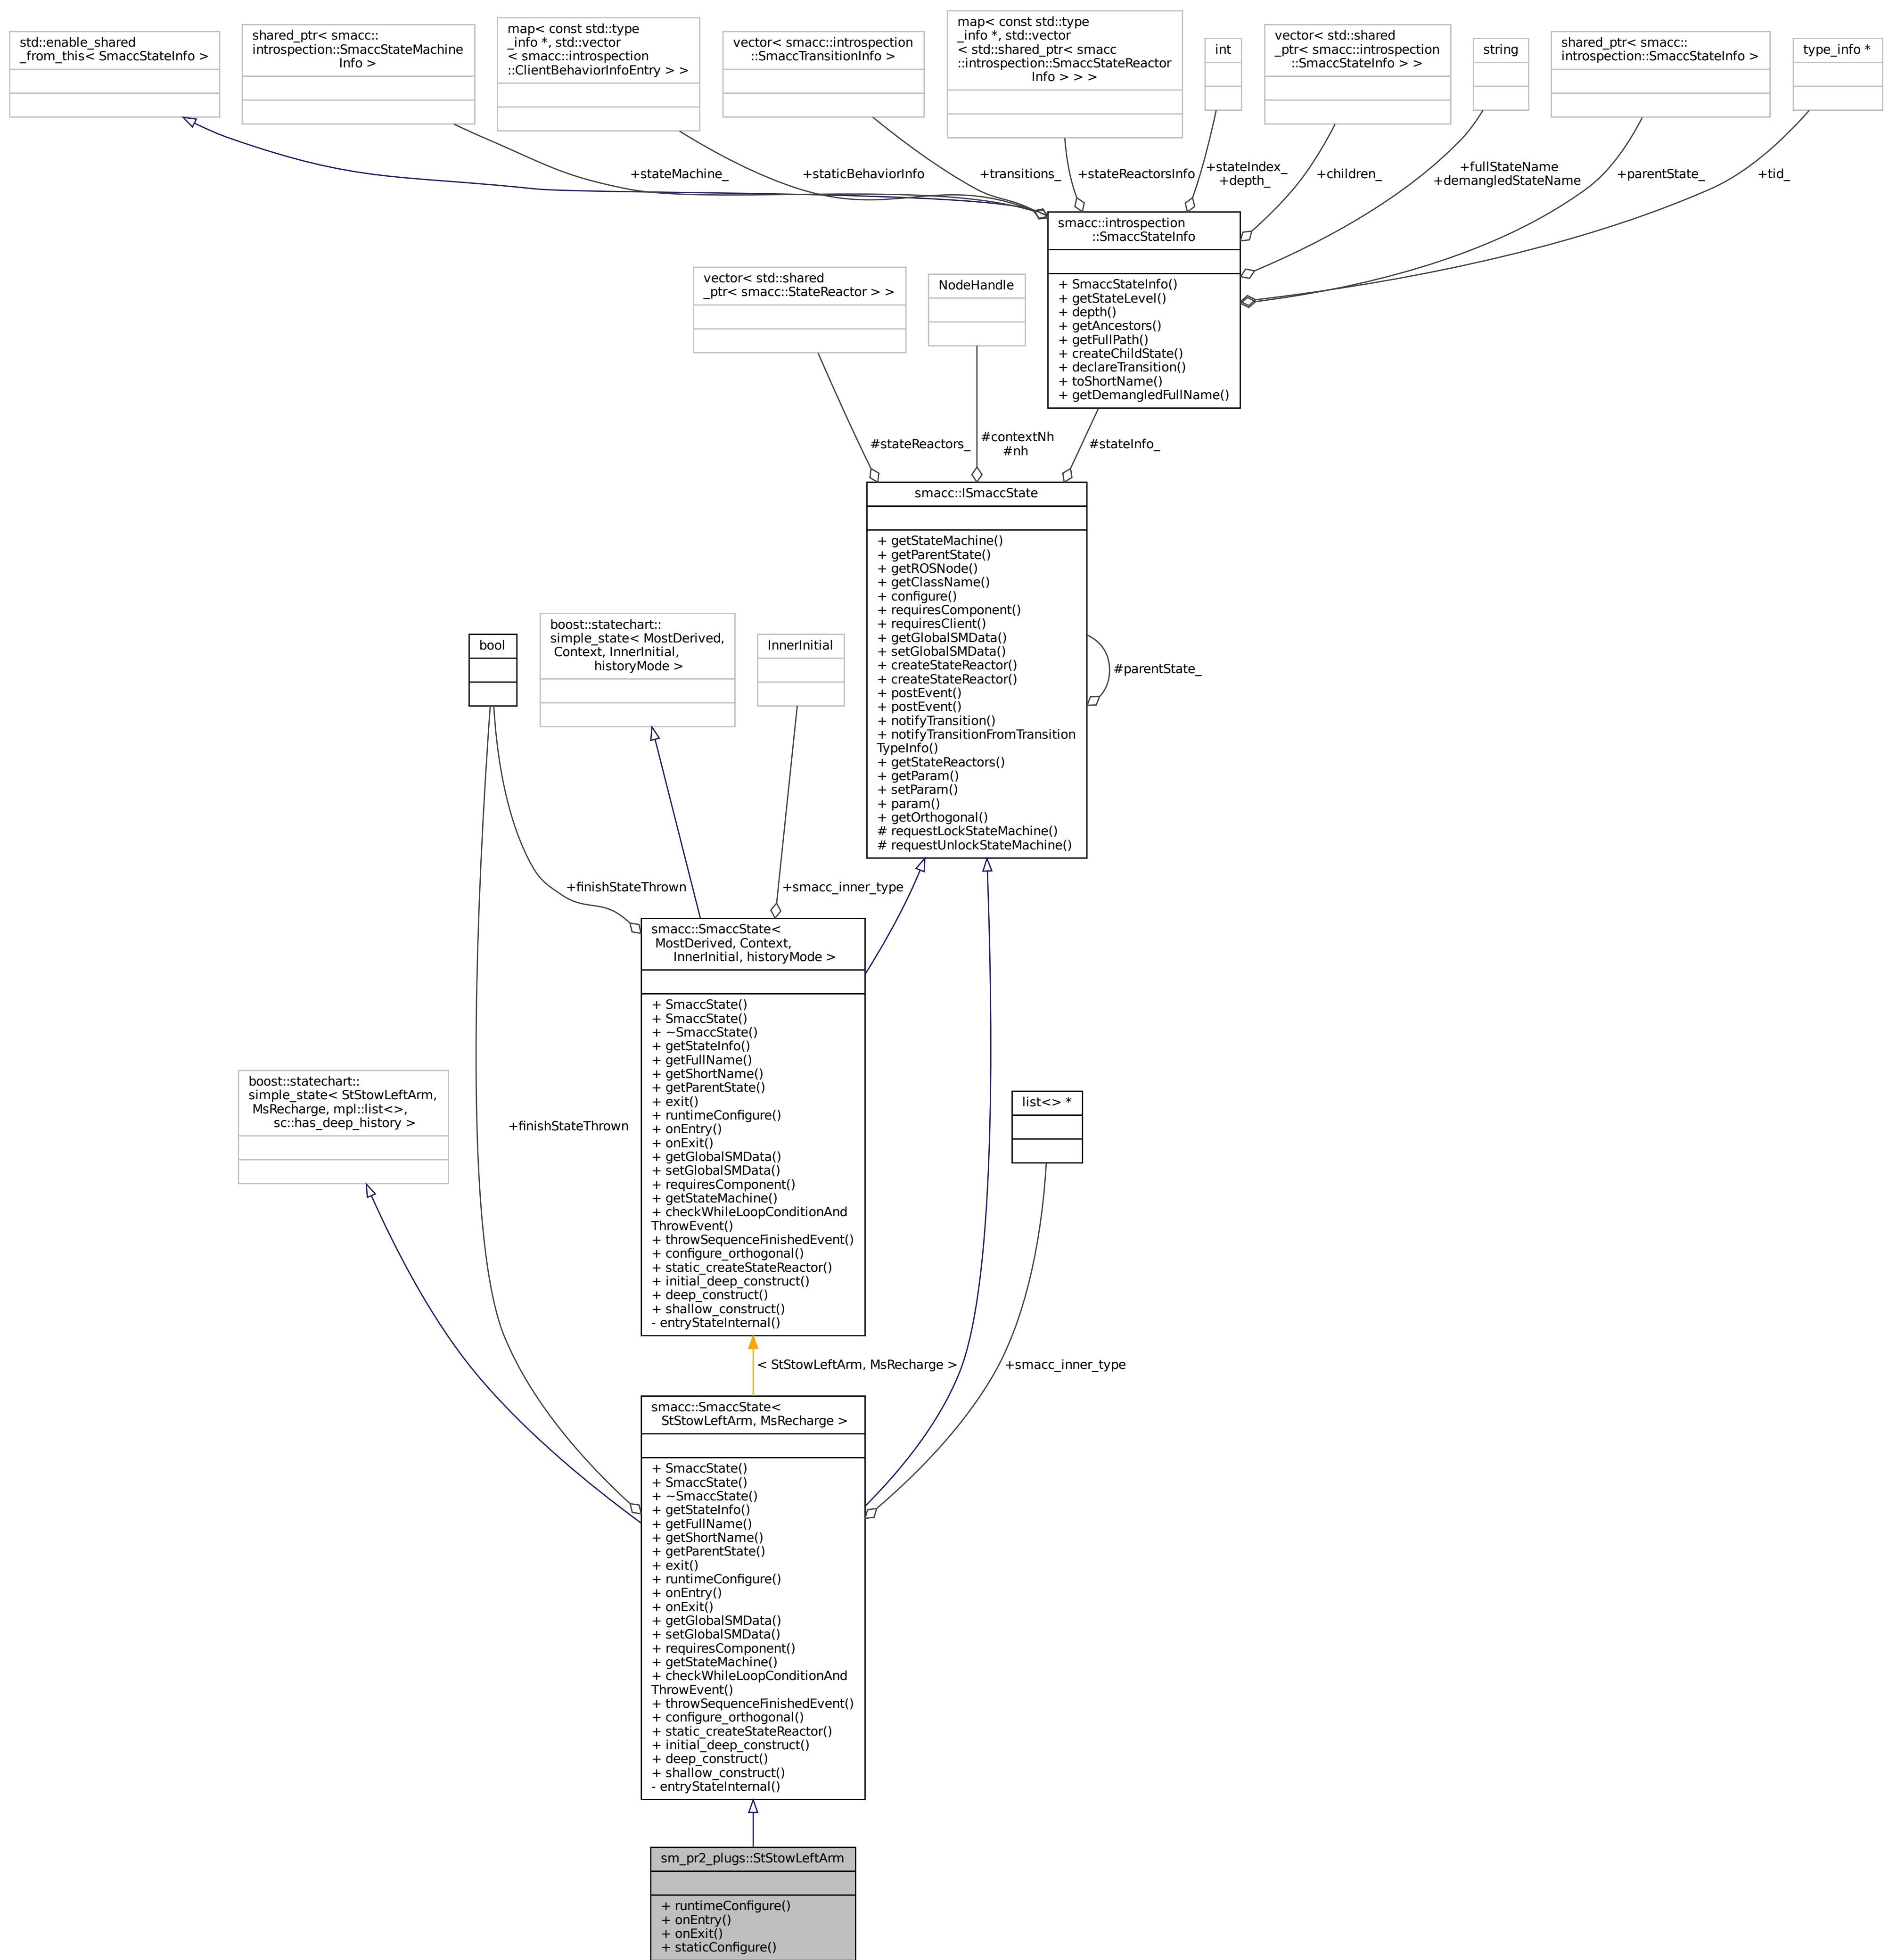 std::enable_shared
_from_this< SmaccStateInfo >
shared_ptr< smacc::
introspection::SmaccStateMachine
Info >
map< const std::type
_info *, std::vector
< smacc::introspection
::ClientBehaviorInfoEntry > >
vector< smacc::introspection
::SmaccTransitionInfo >
map< const std::type
_info *, std::vector
< std::shared_ptr< smacc
::introspection::SmaccStateReactor
Info > > >
int
vector< std::shared
_ptr< smacc::introspection
::SmaccStateInfo > >
string
shared_ptr< smacc::
introspection::SmaccStateInfo >
type_info *
+stateMachine_
+staticBehaviorInfo
+transitions_
+stateReactorsInfo
+stateIndex_
+depth_
+children_
+fullStateName
+demangledStateName
+parentState_
+tid_
smacc::introspection
::SmaccStateInfo
+ SmaccStateInfo()
+ getStateLevel()
+ depth()
+ getAncestors()
+ getFullPath()
+ createChildState()
+ declareTransition()
+ toShortName()
+ getDemangledFullName()
vector< std::shared
_ptr< smacc::StateReactor > >
NodeHandle
#stateReactors_
#contextNh
#nh
#stateInfo_
smacc::ISmaccState
+ getStateMachine()
+ getParentState()
+ getROSNode()
+ getClassName()
+ configure()
+ requiresComponent()
+ requiresClient()
+ getGlobalSMData()
+ setGlobalSMData()
+ createStateReactor()
+ createStateReactor()
+ postEvent()
+ postEvent()
+ notifyTransition()
+ notifyTransitionFromTransition
TypeInfo()
+ getStateReactors()
+ getParam()
+ setParam()
+ param()
+ getOrthogonal()
# requestLockStateMachine()
# requestUnlockStateMachine()
#parentState_
bool
boost::statechart::
simple_state< MostDerived,
Context, InnerInitial,
historyMode >
InnerInitial
+finishStateThrown
+smacc_inner_type
smacc::SmaccState<
MostDerived, Context,
InnerInitial, historyMode >
+ SmaccState()
+ SmaccState()
+ ~SmaccState()
+ getStateInfo()
+ getFullName()
+ getShortName()
+ getParentState()
+ exit()
+ runtimeConfigure()
+ onEntry()
+ onExit()
+ getGlobalSMData()
+ setGlobalSMData()
+ requiresComponent()
+ getStateMachine()
+ checkWhileLoopConditionAnd
ThrowEvent()
+ throwSequenceFinishedEvent()
+ configure_orthogonal()
+ static_createStateReactor()
+ initial_deep_construct()
+ deep_construct()
+ shallow_construct()
- entryStateInternal()
boost::statechart::
simple_state< StStowLeftArm,
MsRecharge, mpl::list<>,
sc::has_deep_history >
+finishStateThrown
list<> *
< StStowLeftArm, MsRecharge >
+smacc_inner_type
smacc::SmaccState<
StStowLeftArm, MsRecharge >
+ SmaccState()
+ SmaccState()
+ ~SmaccState()
+ getStateInfo()
+ getFullName()
+ getShortName()
+ getParentState()
+ exit()
+ runtimeConfigure()
+ onEntry()
+ onExit()
+ getGlobalSMData()
+ setGlobalSMData()
+ requiresComponent()
+ getStateMachine()
+ checkWhileLoopConditionAnd
ThrowEvent()
+ throwSequenceFinishedEvent()
+ configure_orthogonal()
+ static_createStateReactor()
+ initial_deep_construct()
+ deep_construct()
+ shallow_construct()
- entryStateInternal()
sm_pr2_plugs::StStowLeftArm
+ runtimeConfigure()
+ onEntry()
+ onExit()
+ staticConfigure()